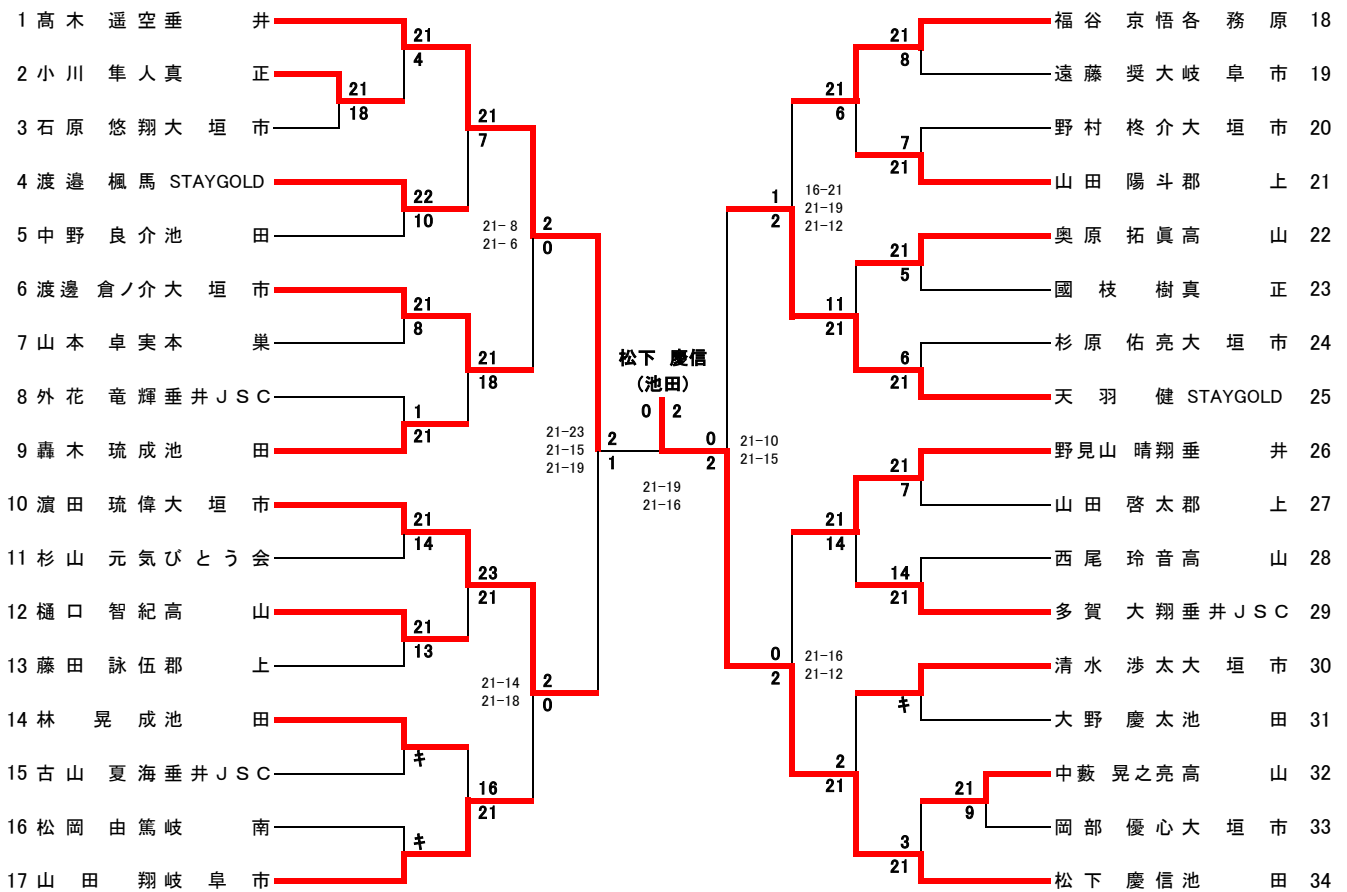 1 髙木 遥空 垂井
2 小川 隼人 真正
3 石原 悠翔 大垣市
4 渡邉 楓馬 STAYGOLD
5 中野 良介 池田
6 渡邊 倉ノ介 大垣市
7 山本 卓実 本巣
8 外花 竜輝 垂井JSC
9 轟木 琉成 池田
10 濵田 琉偉 大垣市
11 杉山 元気 びとう会
12 樋口 智紀 高山
13 藤田 詠伍 郡上
14 林 晃成 池田
15 古山 夏海 垂井JSC
16 松岡 由篤 岐南
17 山田 翔 岐阜市
21
4
21
18
21
7
22
10
21-8
21-6
2
0
21
8
21
18
1
21
21-23
21-15
21-19
2
1
21
14
23
21
21
13
21-14
21-18
2
0
キ
16
21
キ
松下 慶信
(池田)
0 2
21-19
21-16
0
2
21-10
21-15
1
2
16-21
21-19
21-12
21
8
21
6
7
21
21
5
11
21
6
21
21
7
21
14
14
21
0
2
21-16
21-12
キ
2
21
21
9
3
21
福谷 京悟 各務原 18
遠藤 奨大 岐阜市 19
野村 柊介 大垣市 20
山田 陽斗 郡上 21
奥原 拓眞 高山 22
國枝 樹 真正 23
杉原 佑亮 大垣市 24
天羽 健 STAYGOLD 25
野見山 晴翔 垂井 26
山田 啓太 郡上 27
西尾 玲音 高山 28
多賀 大翔 垂井JSC 29
清水 渉太 大垣市 30
大野 慶太 池田 31
中藪 晃之亮 高山 32
岡部 優心 大垣市 33
松下 慶信 池田 34